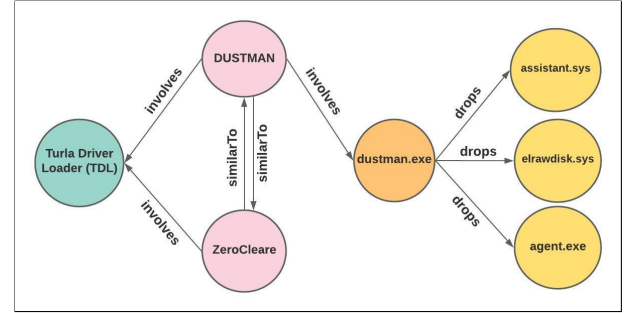 DUSTMAN
involves
involves
assistant.sys
drops
similarTo
similarTo
Turla Driver
Loader (TDL)
dustman.exe
drops
elrawdisk.sys
involves
drops
ZeroCleare
agent.exe